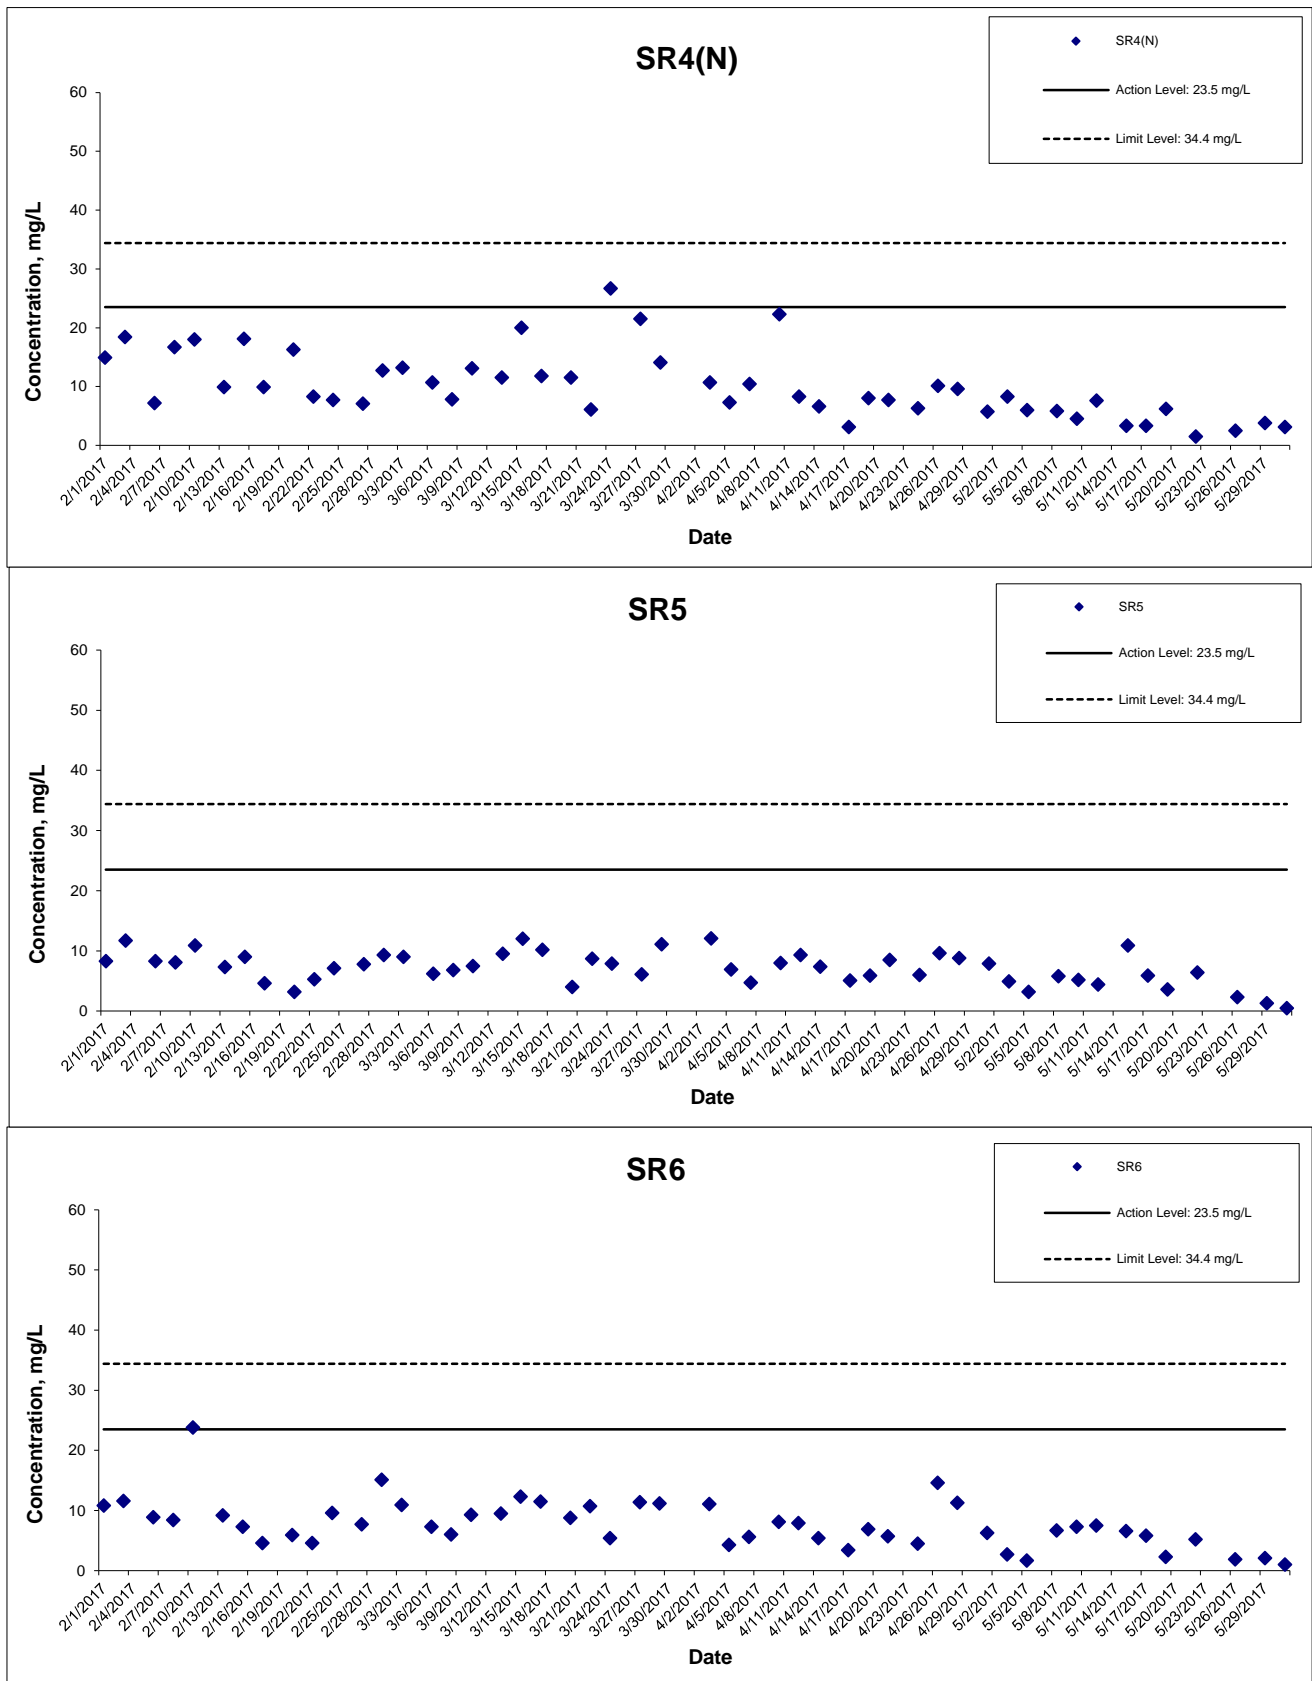 SR4(N)
SR4(N)
Action Level: 23.5 mg/L
Limit Level: 34.4 mg/L
Concentration, mg/L
60
50
40
30
20
10
0
2/1/2017 2/4/2017 2/7/2017 2/10/2017 2/13/2017 2/16/2017 2/19/2017 2/22/2017 2/25/2017 2/28/2017 3/3/2017 3/6/2017 3/9/2017 3/12/2017 3/15/2017 3/18/2017 3/21/2017 3/24/2017 3/27/2017 3/30/2017 4/2/2017 4/5/2017 4/8/2017 4/11/2017 4/14/2017 4/17/2017 4/20/2017 4/23/2017 4/26/2017 4/29/2017 5/2/2017 5/5/2017 5/8/2017 5/11/2017 5/14/2017 5/17/2017 5/20/2017 5/23/2017 5/26/2017 5/29/2017
Date
SR5
SR5
Action Level: 23.5 mg/L
Limit Level: 34.4 mg/L
Concentration, mg/L
60
50
40
30
20
10
0
2/1/2017 2/4/2017 2/7/2017 2/10/2017 2/13/2017 2/16/2017 2/19/2017 2/22/2017 2/25/2017 2/28/2017 3/3/2017 3/6/2017 3/9/2017 3/12/2017 3/15/2017 3/18/2017 3/21/2017 3/24/2017 3/27/2017 3/30/2017 4/2/2017 4/5/2017 4/8/2017 4/11/2017 4/14/2017 4/17/2017 4/20/2017 4/23/2017 4/26/2017 4/29/2017 5/2/2017 5/5/2017 5/8/2017 5/11/2017 5/14/2017 5/17/2017 5/20/2017 5/23/2017 5/26/2017 5/29/2017
Date
SR6
SR6
Action Level: 23.5 mg/L
Limit Level: 34.4 mg/L
Concentration, mg/L
60
50
40
30
20
10
0
2/1/2017 2/4/2017 2/7/2017 2/10/2017 2/13/2017 2/16/2017 2/19/2017 2/22/2017 2/25/2017 2/28/2017 3/3/2017 3/6/2017 3/9/2017 3/12/2017 3/15/2017 3/18/2017 3/21/2017 3/24/2017 3/27/2017 3/30/2017 4/2/2017 4/5/2017 4/8/2017 4/11/2017 4/14/2017 4/17/2017 4/20/2017 4/23/2017 4/26/2017 4/29/2017 5/2/2017 5/5/2017 5/8/2017 5/11/2017 5/14/2017 5/17/2017 5/20/2017 5/23/2017 5/26/2017 5/29/2017
Date